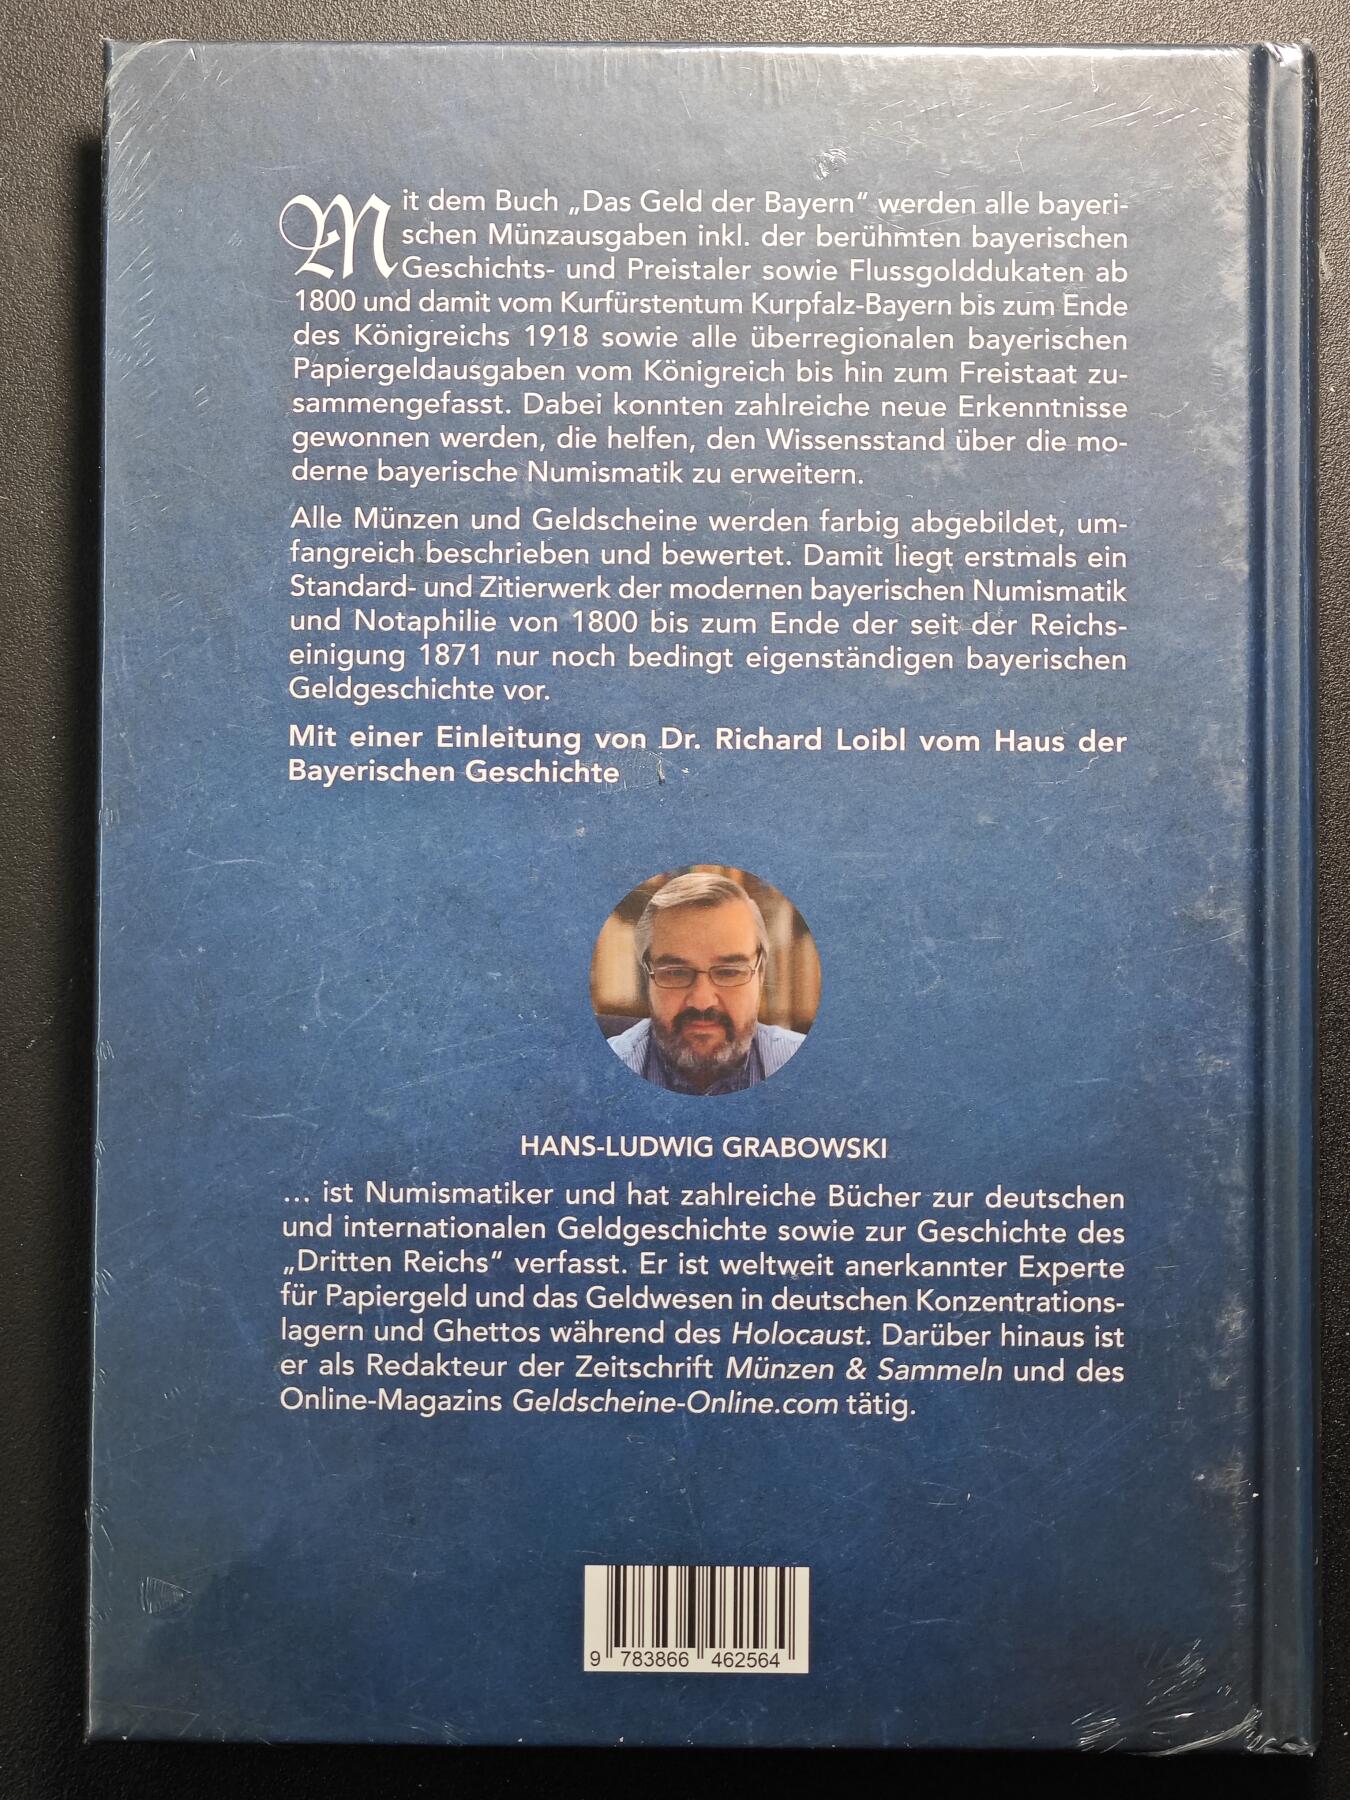 Mit dem Buch „Das Geld der Bayern“ werden alle bayeri-
schen Münzausgaben inkl. der berühmten bayerischen
Geschichts- und Preistaler sowie Flussgolddukaten ab
1800 und damit vom Kurfürstentum Kurpfalz-Bayern bis zum Ende
des Königreichs 1918 sowie alle überregionalen bayerischen
Papiergeldausgaben vom Königreich bis hin zum Freistaat zu-
sammengefasst. Dabei konnten zahlreiche neue Erkenntnisse
gewonnen werden, die helfen, den Wissensstand über die mo-
derne bayerische Numismatik zu erweitern.
Alle Münzen und Geldscheine werden farbig abgebildet, um-
fangreich beschrieben und bewertet. Damit liegt erstmals ein
Standard- und Zitierwerk der modernen bayerischen Numismatik
und Notaphilie von 1800 bis zum Ende der seit der Reichs-
einigung 1871 nur noch bedingt eigenständigen bayerischen
Geldgeschichte vor.
Mit einer Einleitung von Dr. Richard Loibl vom Haus der
Bayerischen Geschichte
HANS-LUDWIG GRABOWSKI
… ist Numismatiker und hat zahlreiche Bücher zur deutschen
und internationalen Geldgeschichte sowie zur Geschichte des
„Dritten Reichs“ verfasst. Er ist weltweit anerkannter Experte
für Papiergeld und das Geldwesen in deutschen Konzentrations-
lagern und Ghettos während des Holocaust. Darüber hinaus ist
er als Redakteur der Zeitschrift Münzen & Sammeln und des
Online-Magazins Geldscheine-Online.com tätig.
9 783866 462564